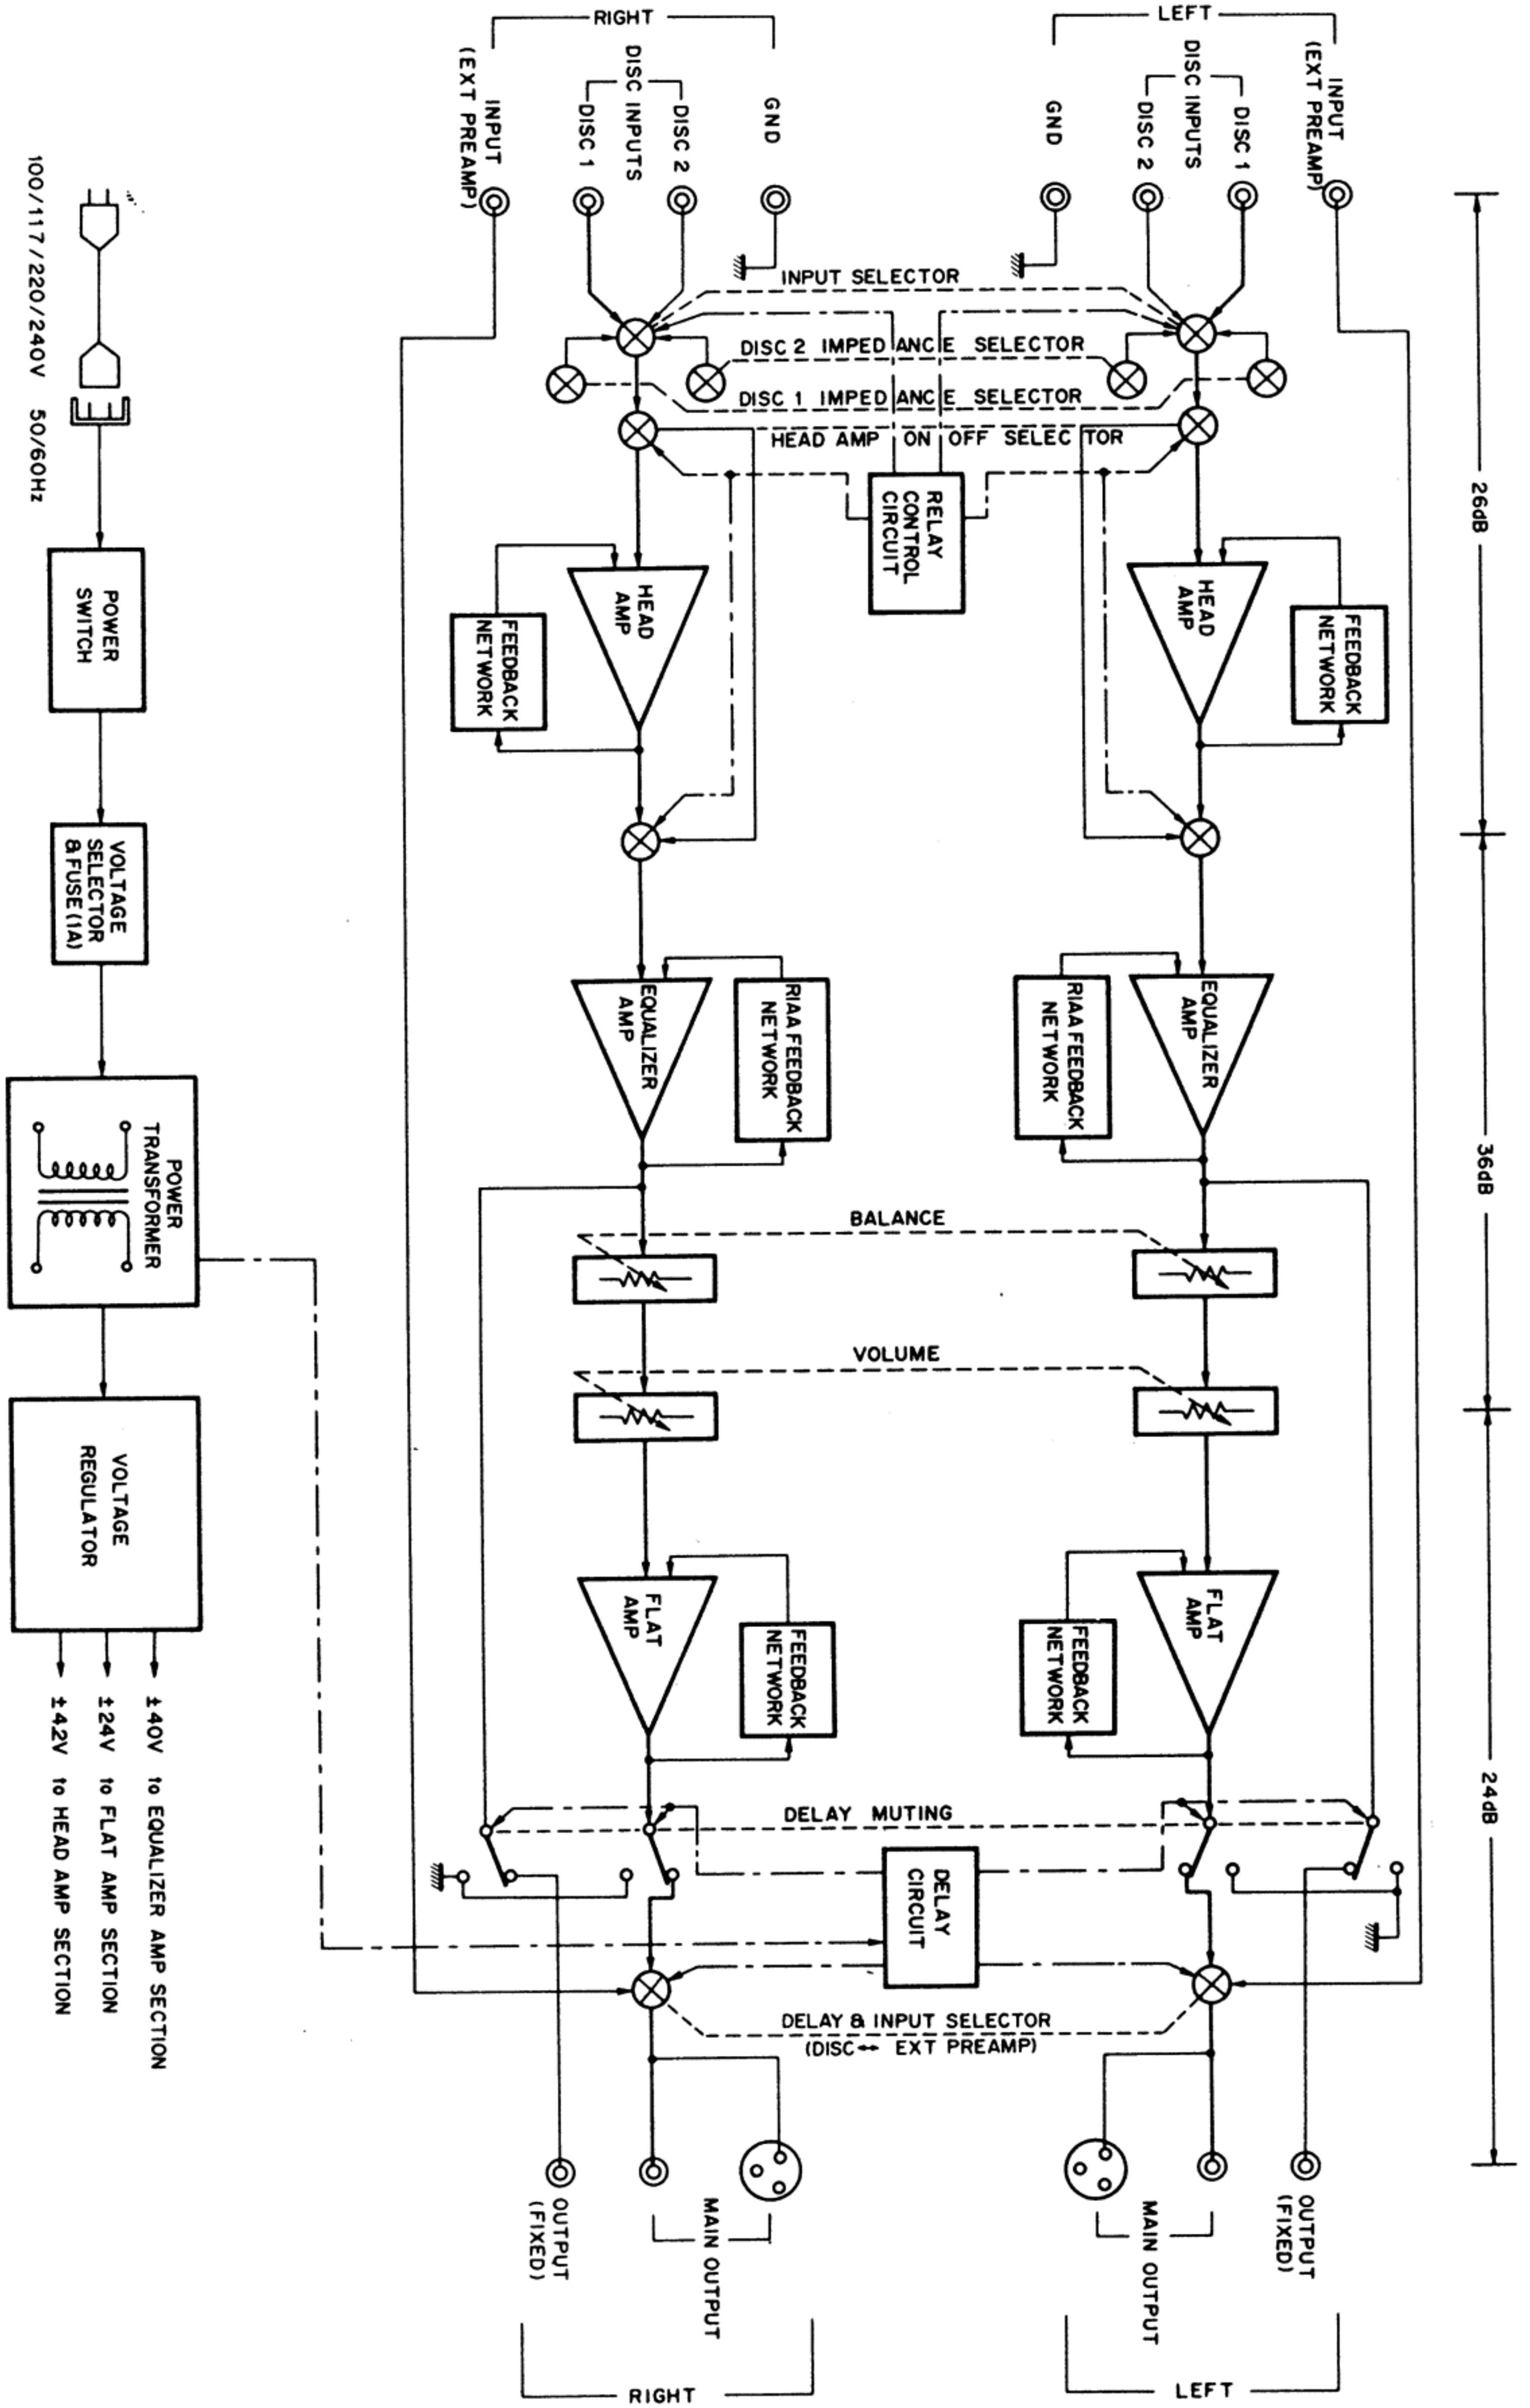 26dB
36dB
24dB
LEFT
INPUT
(EXT PREAMP)
DISC INPUTS
DISC 1
DISC 2
GND
FEEDBACK
NETWORK
HEAD
AMP
EQUALIZER
AMP
RIAA FEEDBACK
NETWORK
FLAT
AMP
FEEDBACK
NETWORK
OUTPUT
(FIXED)
MAIN OUTPUT
LEFT
INPUT SELECTOR
DISC 2 IMPEDANCE SELECTOR
DISC 1 IMPEDANCE SELECTOR
HEAD AMP ON OFF SELECTOR
RELAY
CONTROL
CIRCUIT
BALANCE
VOLUME
DELAY MUTING
DELAY
CIRCUIT
DELAY & INPUT SELECTOR
(DISC ↔ EXT PREAMP)
RIGHT
GND
DISC 2
DISC INPUTS
DISC 1
INPUT
(EXT PREAMP)
HEAD
AMP
FEEDBACK
NETWORK
RIAA FEEDBACK
NETWORK
EQUALIZER
AMP
FEEDBACK
NETWORK
FLAT
AMP
MAIN OUTPUT
OUTPUT
(FIXED)
RIGHT
100/117/220/240V 50/60Hz
POWER
SWITCH
VOLTAGE
SELECTOR
& FUSE(1A)
POWER
TRANSFORMER
VOLTAGE
REGULATOR
±40V to EQUALIZER AMP SECTION
±24V to FLAT AMP SECTION
±42V to HEAD AMP SECTION